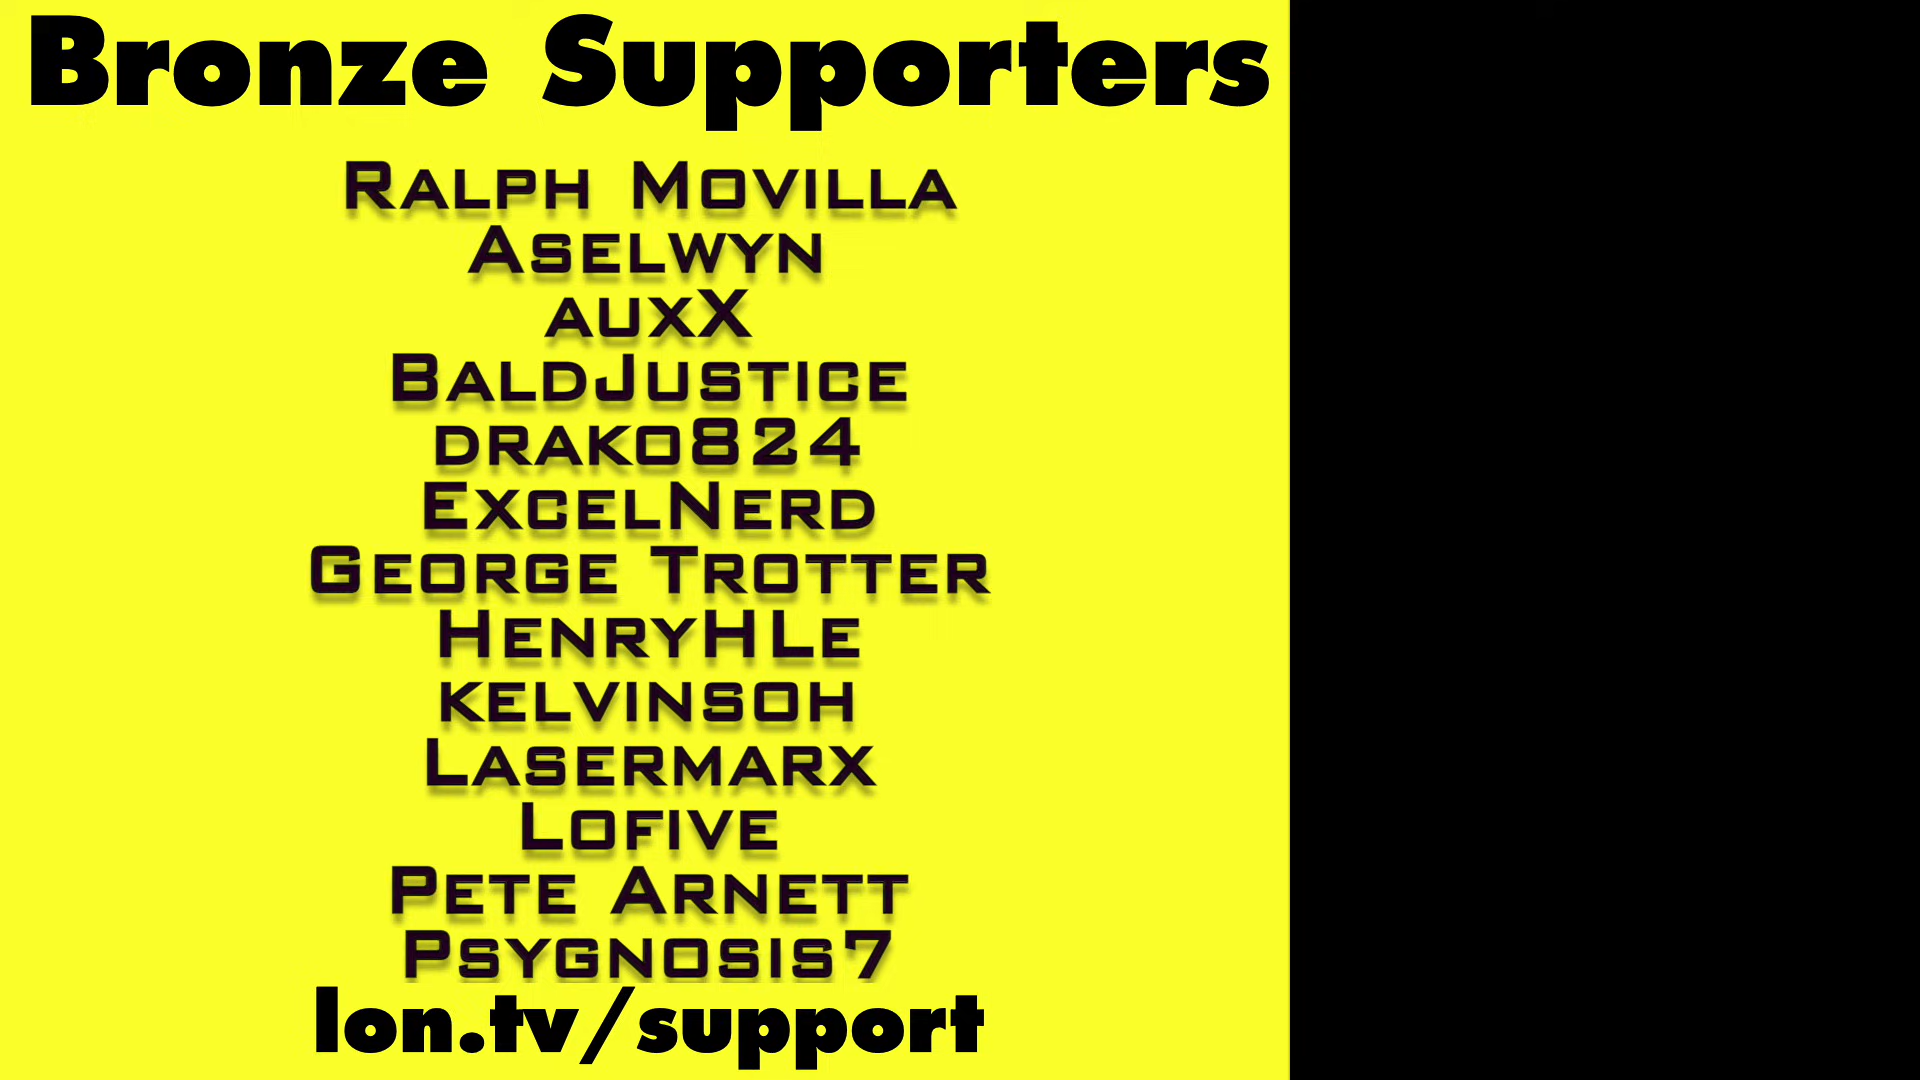 Bronze Supporters
Ralph Movilla
Aselwyn
auxX
BaldJustice
drako824
ExcelNerd
George Trotter
HenryHLe
kelvinsoh
Lasermarx
Lofive
Pete Arnett
Psygnosis7
lon.tv/support